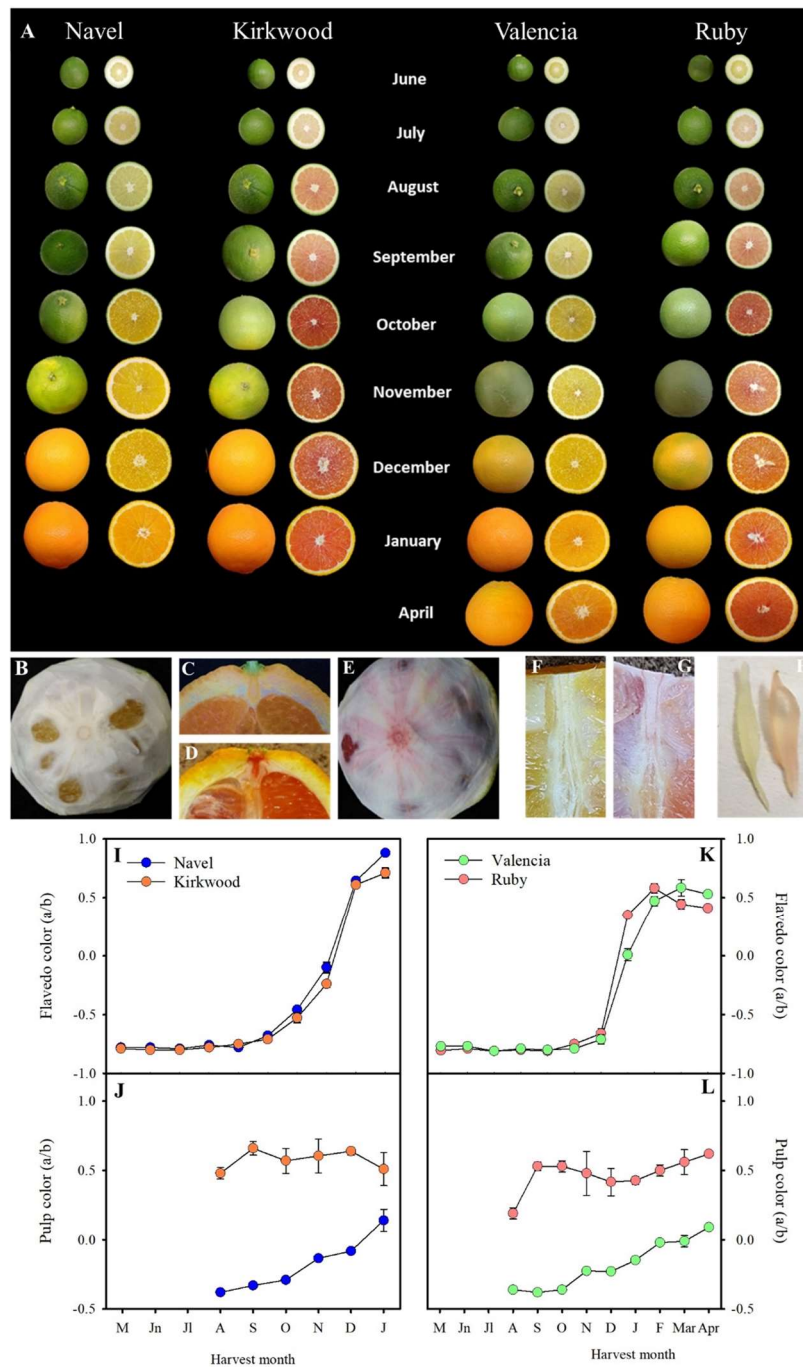 A Navel Kirkwood Valencia Ruby
June
July
August
September
October
November
December
January
April
B C E F G
D
I K
Navel
Kirkwood
Valencia
Ruby
1.0
0.5
0.0
-0.5
-1.0
Flavedo color (a/b)
1.0
0.5
0.0
-0.5
-1.0
Flavedo color (a/b)
J L
1.0
0.5
0.0
-0.5
Pulp color (a/b)
1.0
0.5
0.0
-0.5
Pulp color (a/b)
M Jn Jl A S O N D J
M Jn Jl A S O N D J F Mar Apr
Harvest month
Harvest month